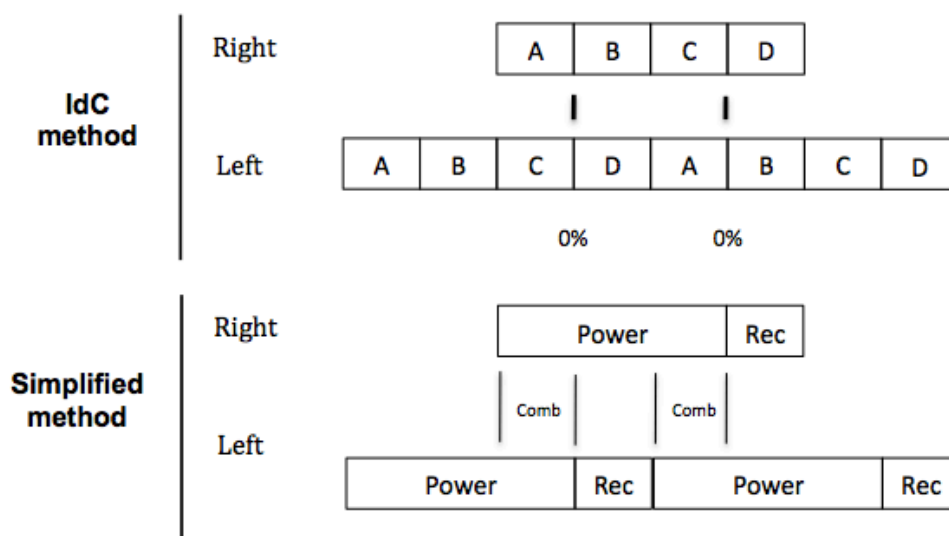 Right
A B C D
IdC
method
Left
A B C D A B C D
0% 0%
Right
Power Rec
Simplified
method
Comb Comb
Left
Power Rec Power Rec